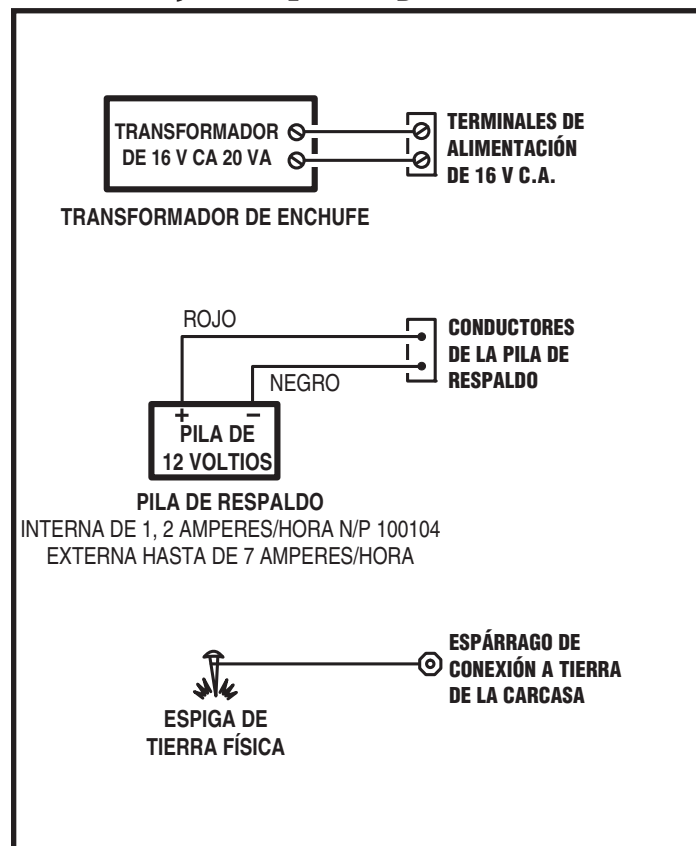 TRANSFORMADOR
DE 16 V CA 20 VA
TERMINALES DE
ALIMENTACIÓN
DE 16 V C.A.
TRANSFORMADOR DE ENCHUFE
ROJO
NEGRO
CONDUCTORES
DE LA PILA DE
RESPALDO
+ −
PILA DE
12 VOLTIOS
PILA DE RESPALDO
INTERNA DE 1, 2 AMPERES/HORA N/P 100104
EXTERNA HASTA DE 7 AMPERES/HORA
ESPÁRRAGO DE
CONEXIÓN A TIERRA
DE LA CARCASA
ESPIGA DE
TIERRA FÍSICA